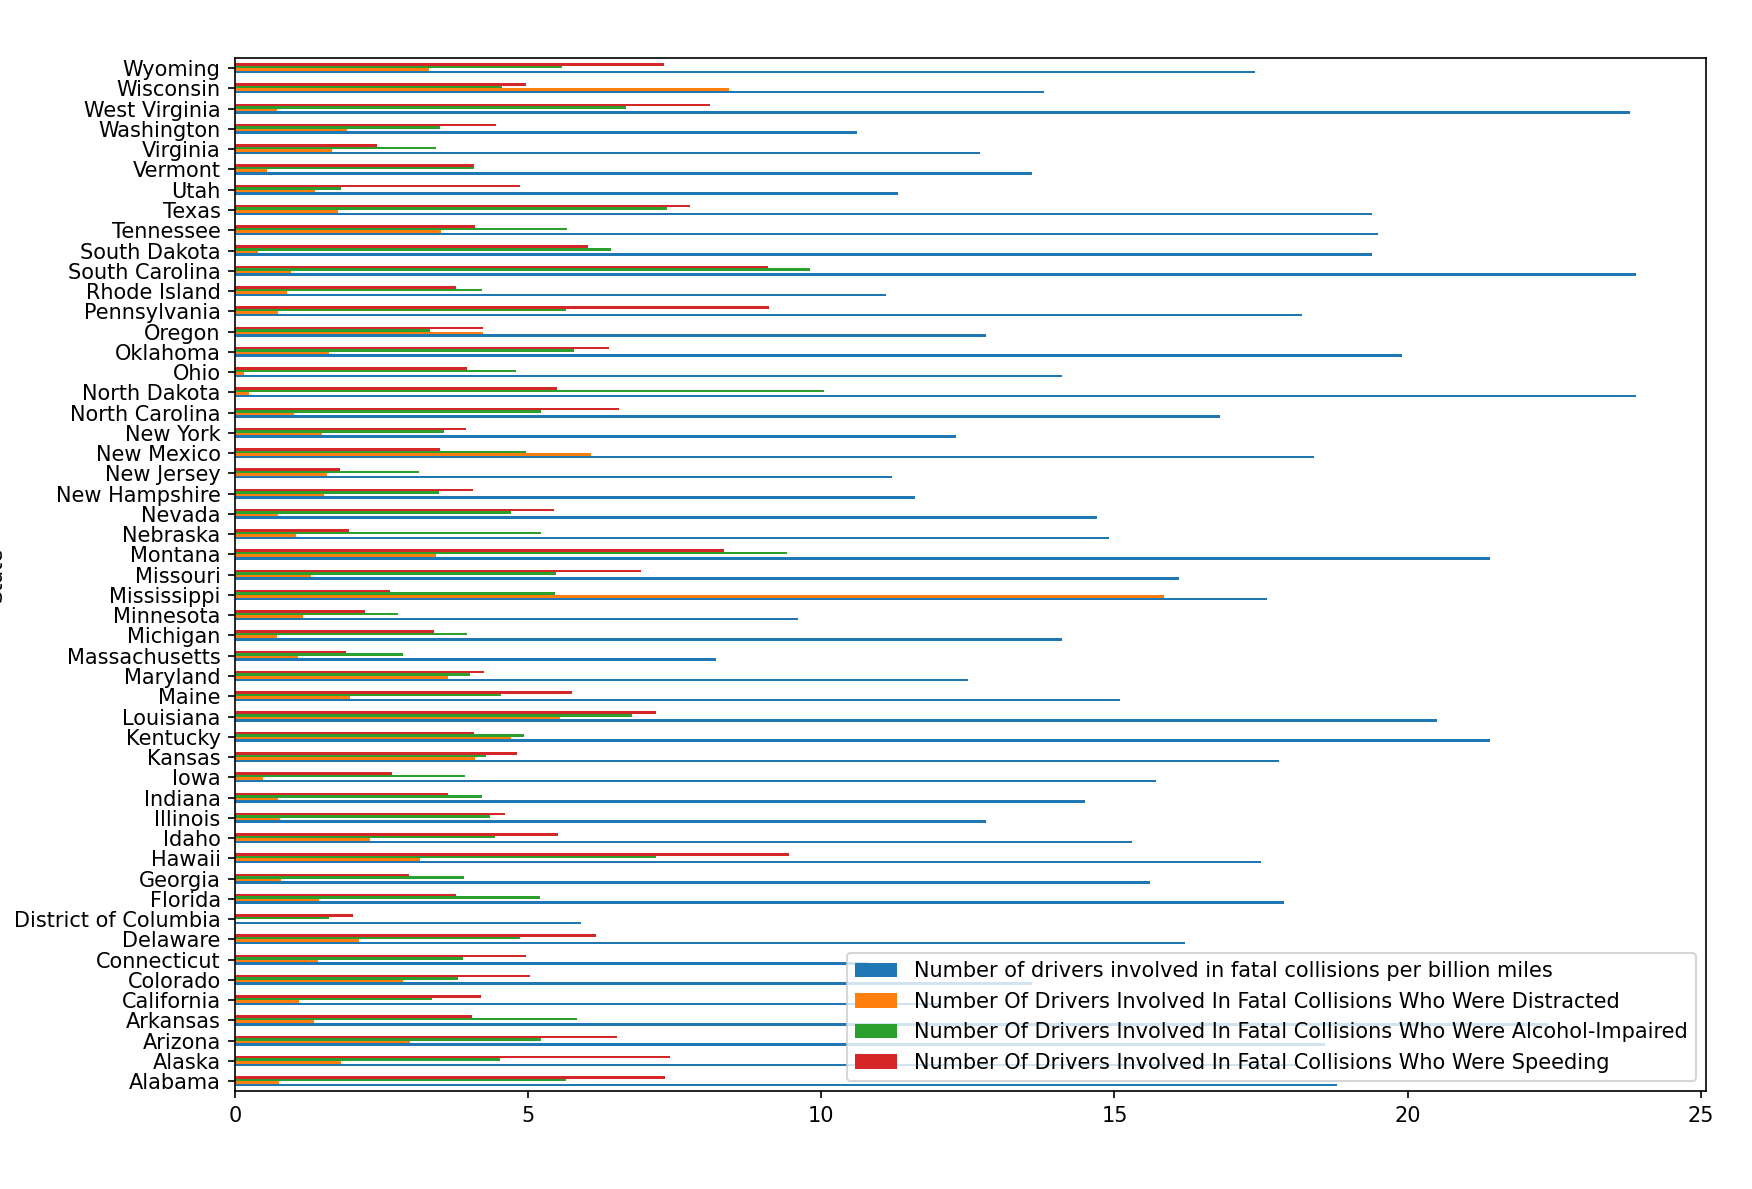 Wyoming
Wisconsin
West Virginia
Washington
Virginia
Vermont
Utah
Texas
Tennessee
South Dakota
South Carolina
Rhode Island
Pennsylvania
Oregon
Oklahoma
Ohio
North Dakota
North Carolina
New York
New Mexico
New Jersey
New Hampshire
Nevada
Nebraska
Montana
Missouri
Mississippi
Minnesota
Michigan
Massachusetts
Maryland
Maine
Louisiana
Kentucky
Kansas
Iowa
Indiana
Illinois
Idaho
Hawaii
Georgia
Florida
District of Columbia
Delaware
Connecticut
Colorado
California
Arkansas
Arizona
Alaska
Alabama
Number of drivers involved in fatal collisions per billion miles
Number Of Drivers Involved In Fatal Collisions Who Were Distracted
Number Of Drivers Involved In Fatal Collisions Who Were Alcohol-Impaired
Number Of Drivers Involved In Fatal Collisions Who Were Speeding
0 5 10 15 20 25